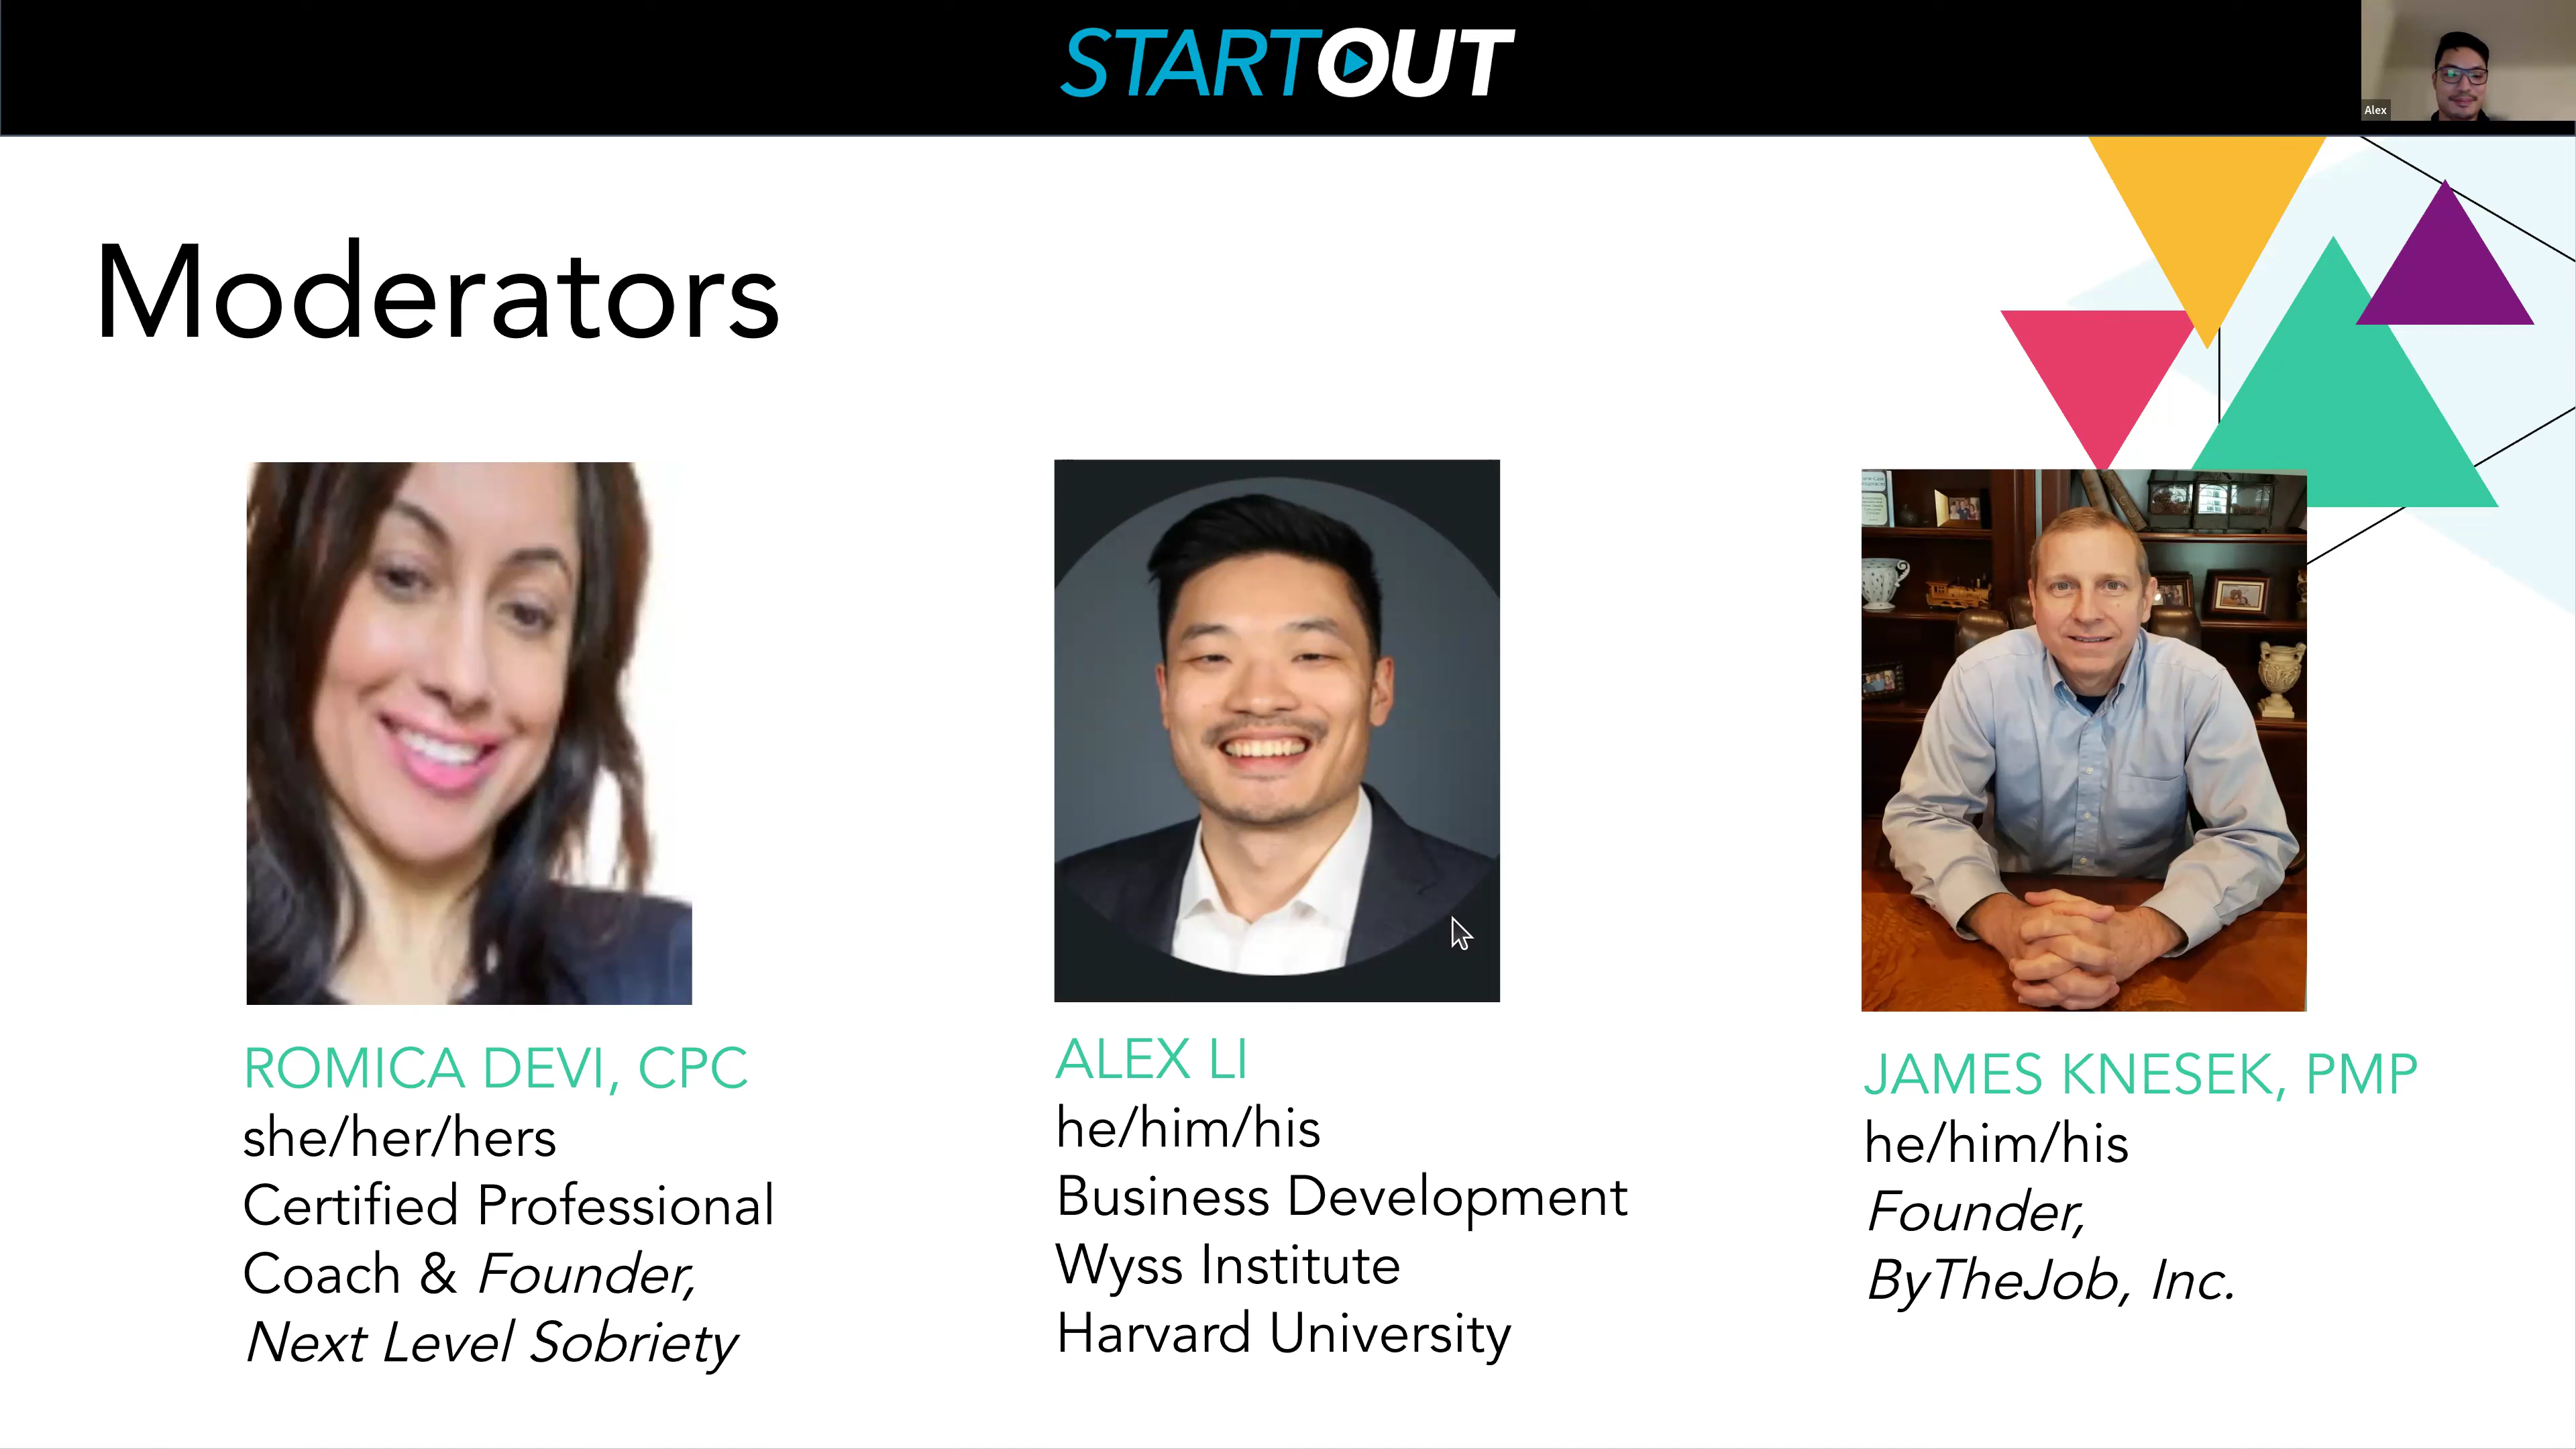 STARTOUT
Alex
Moderators
ROMICA DEVI, CPC
she/her/hers
Certified Professional
Coach & Founder,
Next Level Sobriety
ALEX LI
he/him/his
Business Development
Wyss Institute
Harvard University
JAMES KNESEK, PMP
he/him/his
Founder,
ByTheJob, Inc.